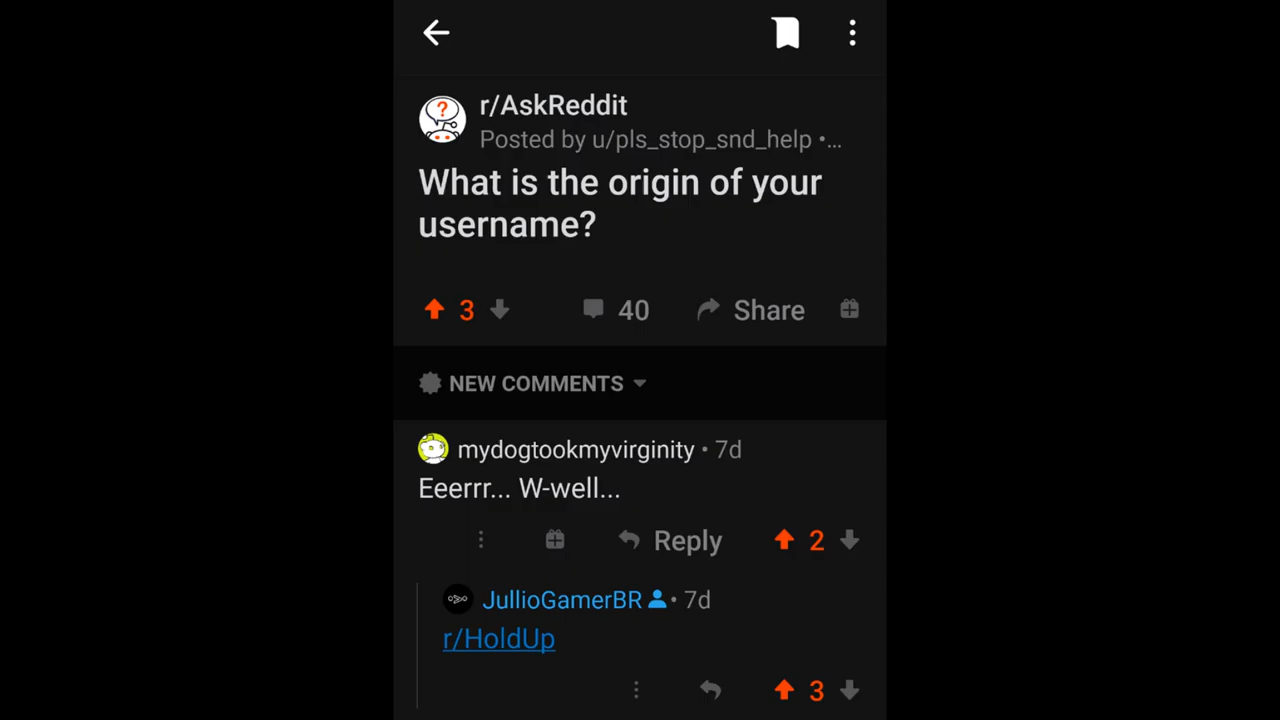 r/AskReddit
Posted by u/pls_stop_snd_help •...
What is the origin of your
username?
3 40 Share
NEW COMMENTS
mydogtookmyvirginity • 7d
Eeerrr... W-well...
Reply 2
JullioGamerBR • 7d
r/HoldUp
3